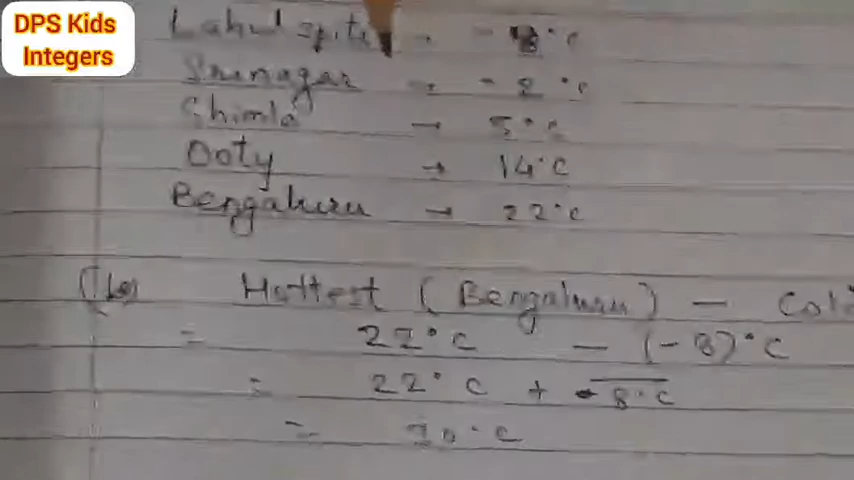 DPS Kids
Integers
Lahul spiti → -8°C
Srinagar → -2°C
Shimla → 5°C
Ooty → 14°C
Bengaluru → 22°C
(b) Hottest (Bengaluru) - Cold
= 22°C - (-8)°C
= 22°C + 8°C
= 30°C